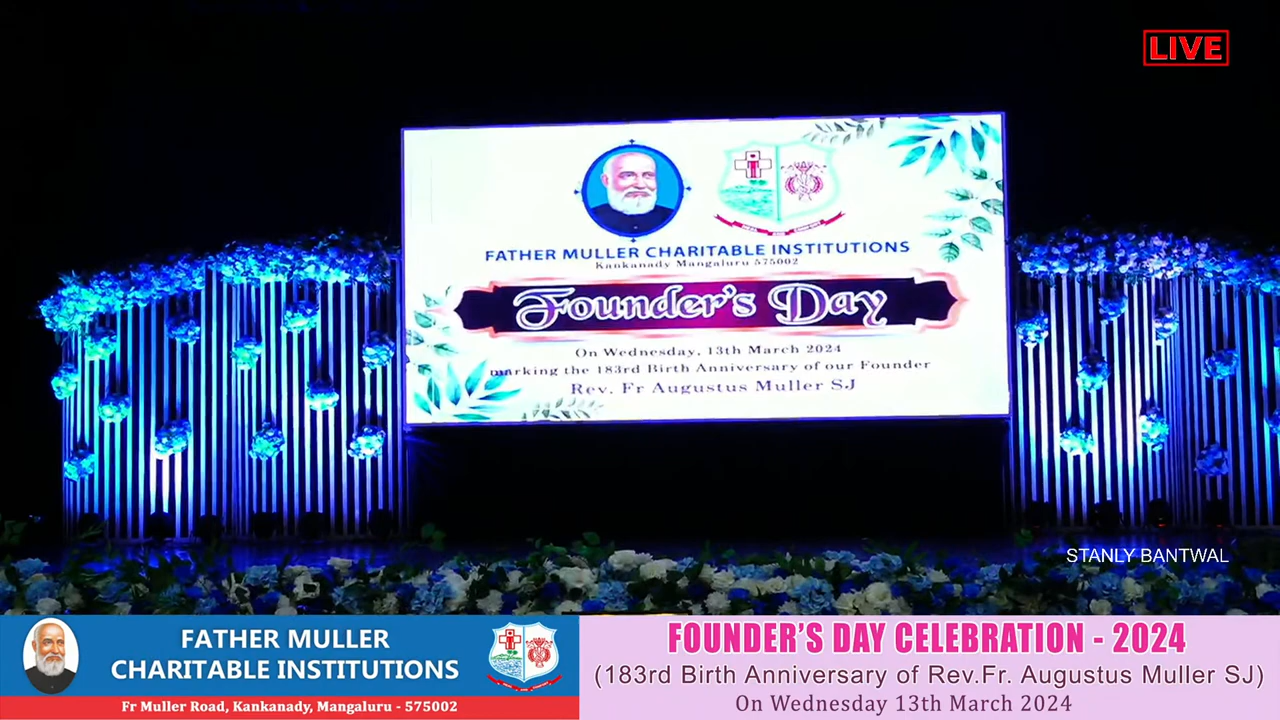 LIVE
FATHER MULLER CHARITABLE INSTITUTIONS
Kankanady Mangaluru 575002
Founder's Day
On Wednesday, 13th March 2024
marking the 183rd Birth Anniversary of our Founder
Rev. Fr Augustus Muller SJ
STANLY BANTWAL
FATHER MULLER
CHARITABLE INSTITUTIONS
Fr Muller Road, Kankanady, Mangaluru - 575002
FOUNDER'S DAY CELEBRATION - 2024
(183rd Birth Anniversary of Rev.Fr. Augustus Muller SJ)
On Wednesday 13th March 2024